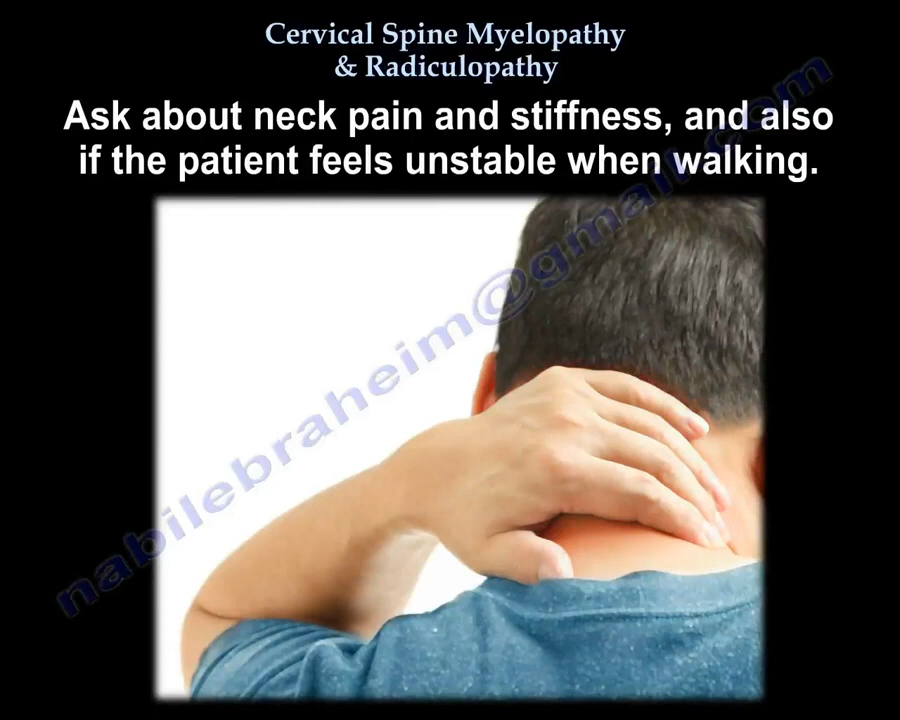 Cervical Spine Myelopathy
& Radiculopathy
Ask about neck pain and stiffness, and also
if the patient feels unstable when walking.
nabilebraheim@gmail.com